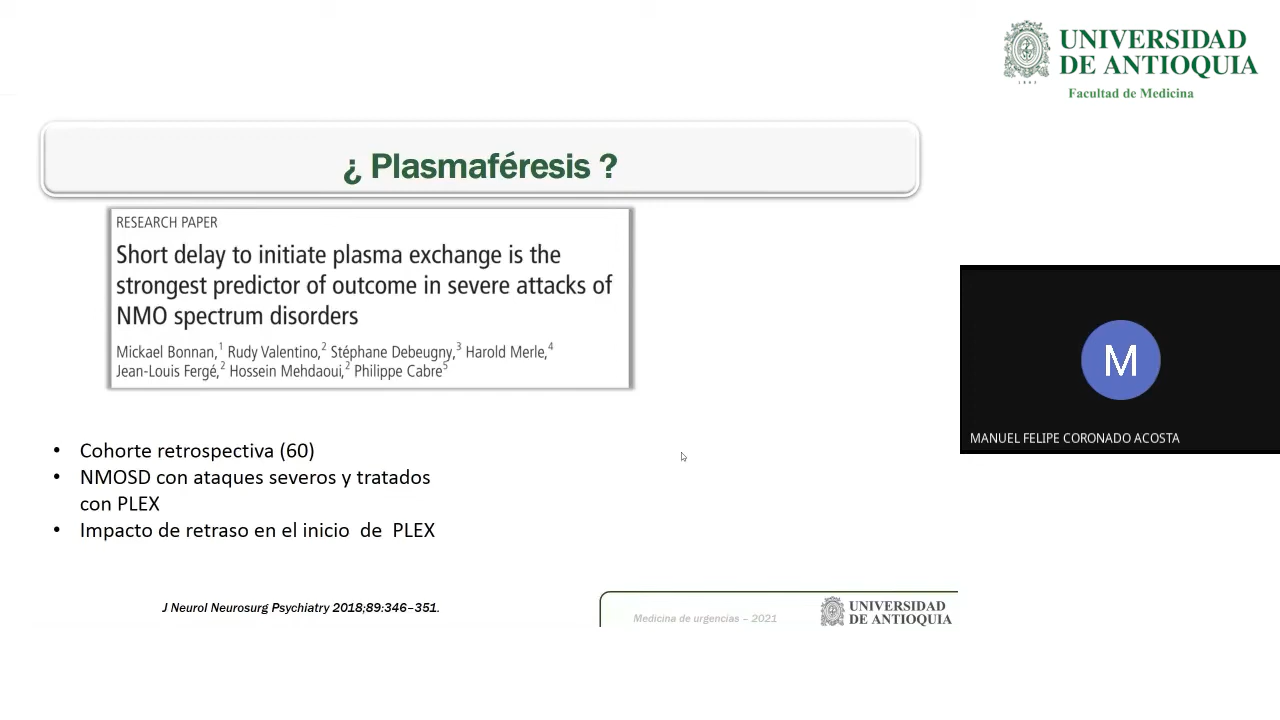 UNIVERSIDAD
DE ANTIOQUIA
1803
Facultad de Medicina
¿ Plasmaféresis ?
RESEARCH PAPER
Short delay to initiate plasma exchange is the
strongest predictor of outcome in severe attacks of
NMO spectrum disorders
Mickael Bonnan,1 Rudy Valentino,2 Stéphane Debeugny,3 Harold Merle,4
Jean-Louis Fergé,2 Hossein Mehdaoui,2 Philippe Cabre5
• Cohorte retrospectiva (60)
• NMOSD con ataques severos y tratados
con PLEX
• Impacto de retraso en el inicio de PLEX
J Neurol Neurosurg Psychiatry 2018;89:346–351.
Medicina de urgencias – 2021
UNIVERSIDAD
DE ANTIOQUIA
M
MANUEL FELIPE CORONADO ACOSTA